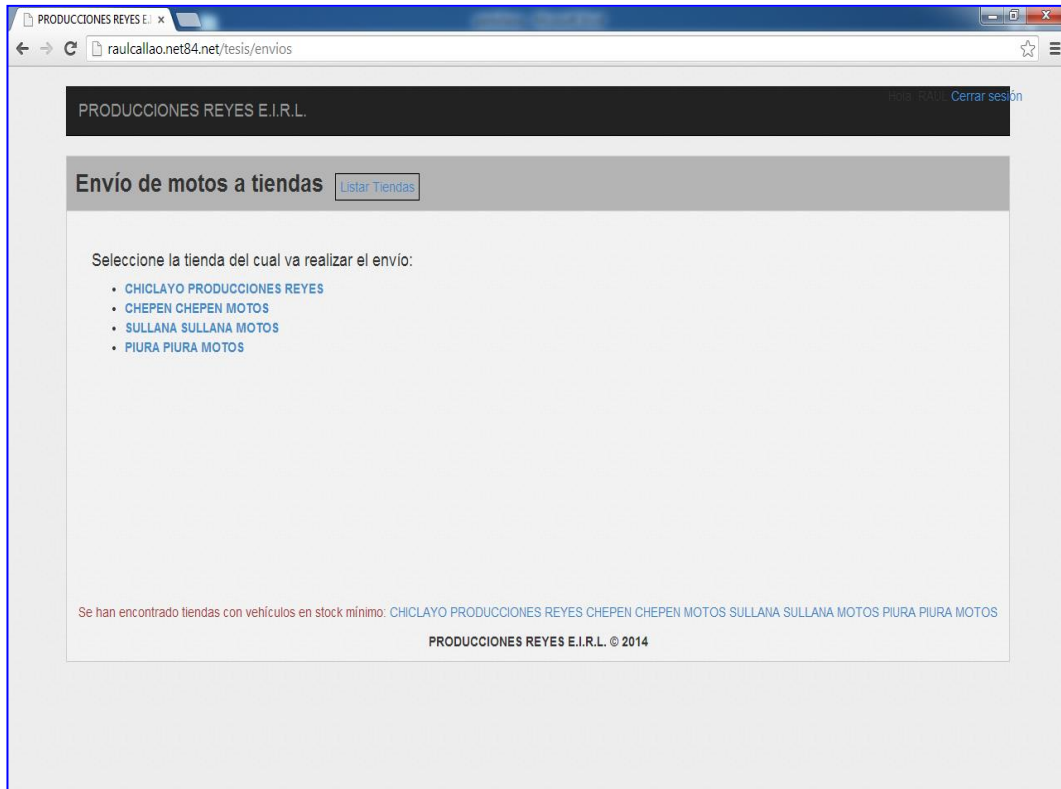 PRODUCCIONES REYES E.I
raulcallao.net84.net/tesis/envios
PRODUCCIONES REYES E.I.R.L.
Hola RAUL Cerrar sesión
Envío de motos a tiendas Listar Tiendas
Seleccione la tienda del cual va realizar el envío:
• CHICLAYO PRODUCCIONES REYES
• CHEPEN CHEPEN MOTOS
• SULLANA SULLANA MOTOS
• PIURA PIURA MOTOS
Se han encontrado tiendas con vehículos en stock mínimo: CHICLAYO PRODUCCIONES REYES CHEPEN CHEPEN MOTOS SULLANA SULLANA MOTOS PIURA PIURA MOTOS
PRODUCCIONES REYES E.I.R.L. © 2014